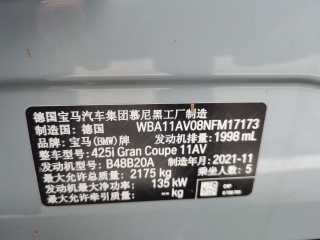 德国宝马汽车集团慕尼黑工厂制造
制造国：德国 WBA11AV08NFM17173
品牌：宝马(BMW) 发动机排量：1998 mL
整车型号：425i Gran Coupe 11AV
发动机型号：B48B20A 制造年月：2021-11
最大允许总质量：2175 kg 乘坐人数：5
发动机最大净功率：135 kW
最大允许牵引质量：-- kg